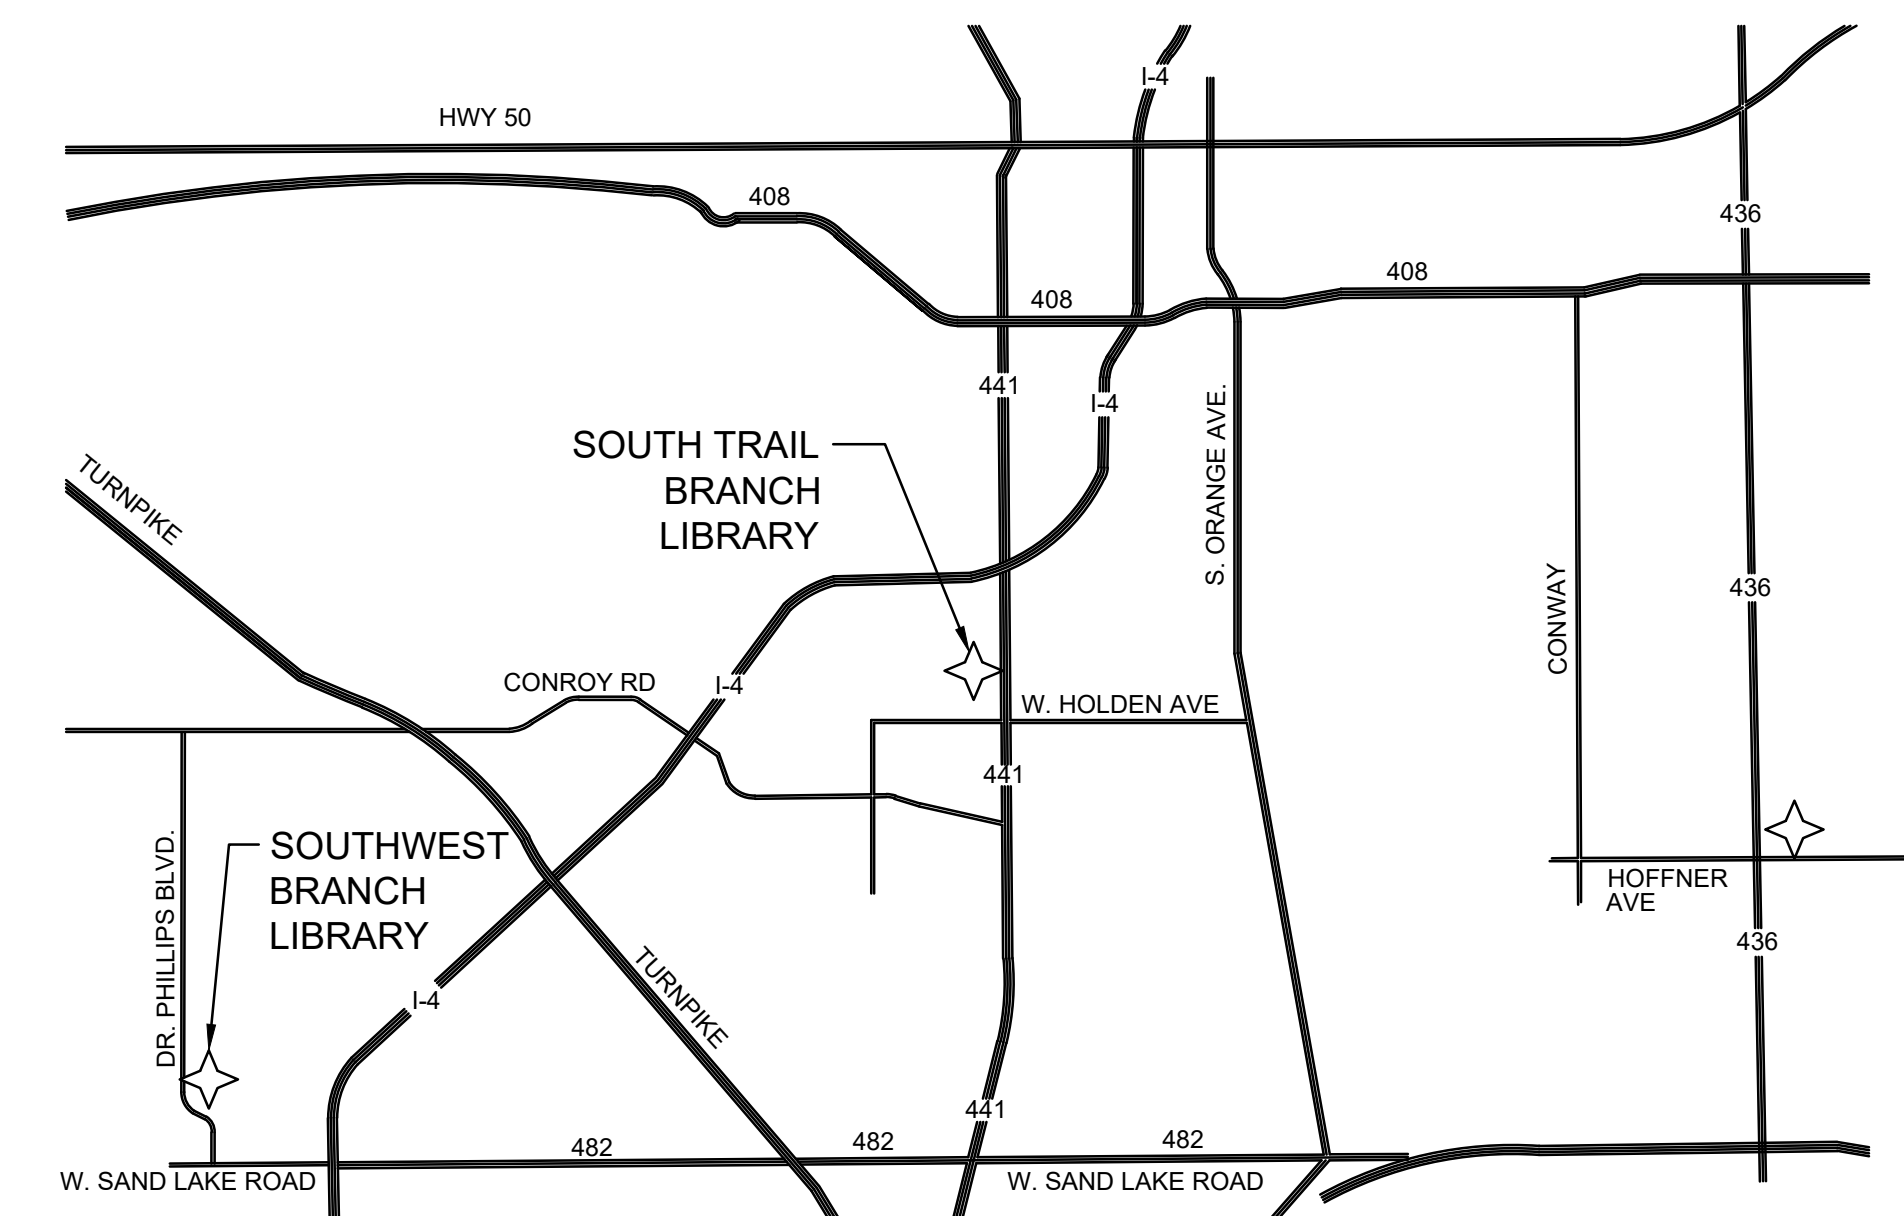 I-4
HWY 50
408
436
408
408
441
I-4
S. ORANGE AVE.
SOUTH TRAIL
BRANCH
LIBRARY
TURNPIKE
436
CONWAY
CONROY RD
I-4
W. HOLDEN AVE
441
DR. PHILLIPS BLVD.
SOUTHWEST
BRANCH
LIBRARY
HOFFNER
AVE
436
I-4
TURNPIKE
441
482
482
482
W. SAND LAKE ROAD
W. SAND LAKE ROAD